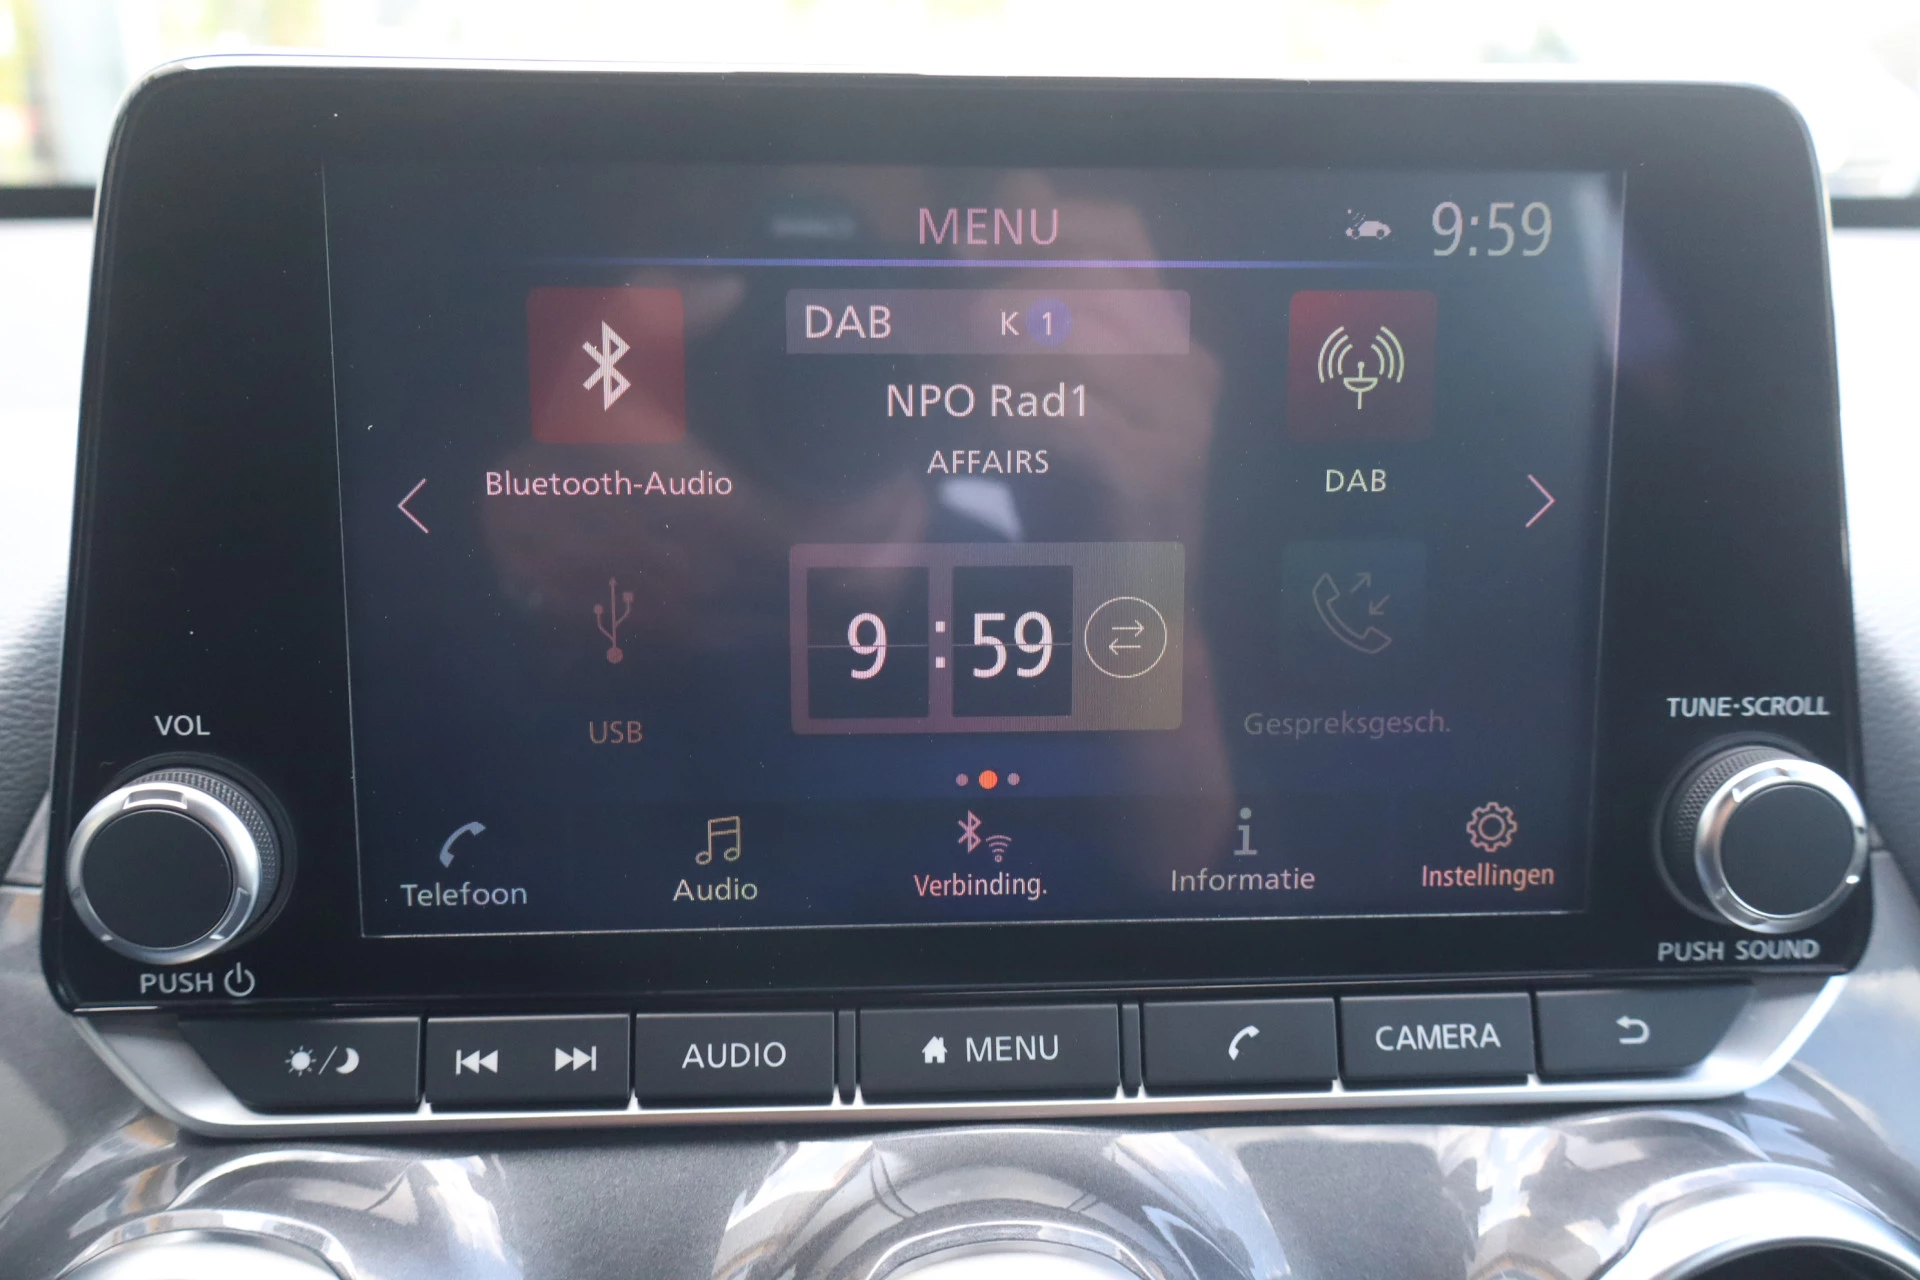 MENU
9:59
DAB K 1
NPO Rad1
AFFAIRS
Bluetooth-Audio
DAB
9:59
USB
Gespreksgesch.
Telefoon
Audio
Verbinding.
Informatie
Instellingen
VOL
PUSH
TUNE·SCROLL
PUSH SOUND
AUDIO
MENU
CAMERA